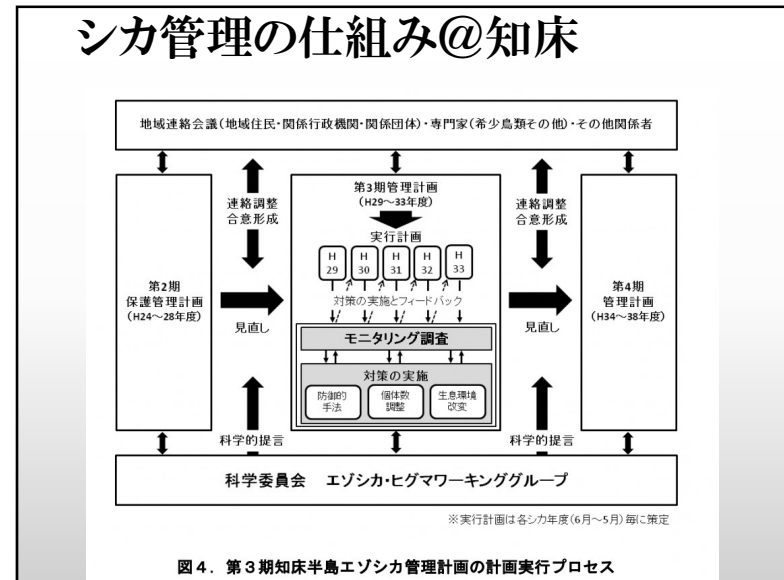 シカ管理の仕組み@知床
地域連絡会議(地域住民・関係行政機関・関係団体)・専門家(希少鳥類その他)・その他関係者
第2期
保護管理計画
(H24～28年度)
連絡調整
合意形成
見直し
科学的提言
第3期管理計画
(H29～33年度)
実行計画
H
29
H
30
H
31
H
32
H
33
対策の実施とフィードバック
モニタリング調査
対策の実施
防御的
手法
個体数
調整
生息環境
改変
連絡調整
合意形成
見直し
科学的提言
第4期
管理計画
(H34～38年度)
科学委員会 エゾシカ・ヒグマワーキンググループ
※実行計画は各シカ年度(6月～5月)毎に策定
図４．第３期知床半島エゾシカ管理計画の計画実行プロセス